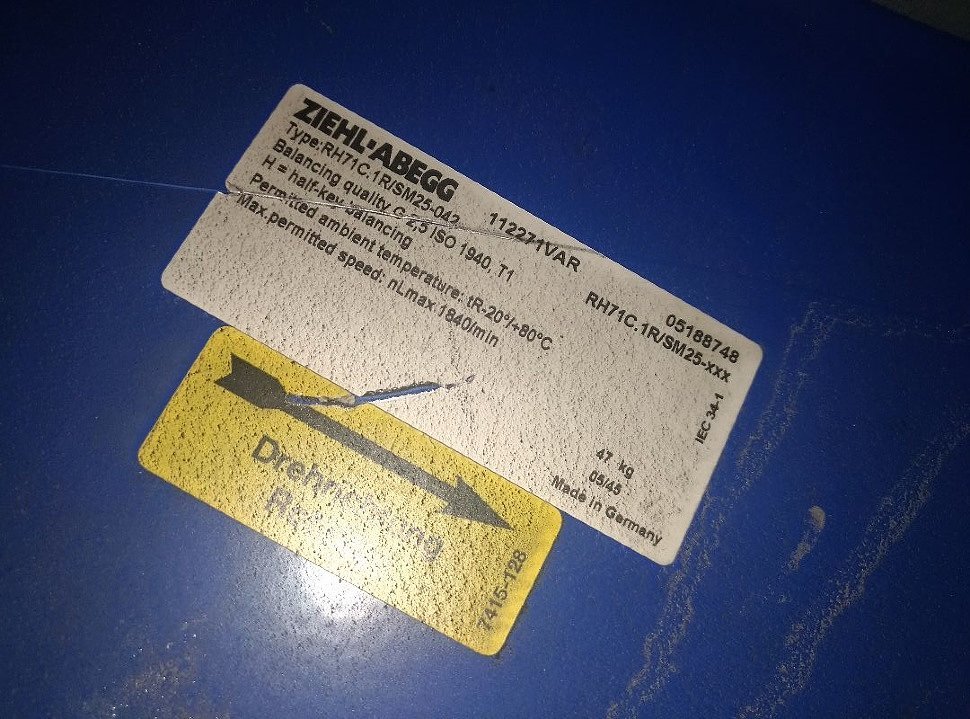 ZIEHL-ABEGG
Type:RH71C.1R/SM25-042
112271VAR
05188748
Balancing quality G 2,5 ISO 1940, T1
RH71C.1R/SM25-xxx
H = half-key balancing
Permitted ambient temperature: tR-20°/+80°C
Max.permitted speed: nLmax 1840/min
IEC 34-1
47 kg
05/45
Made in Germany
7415-128